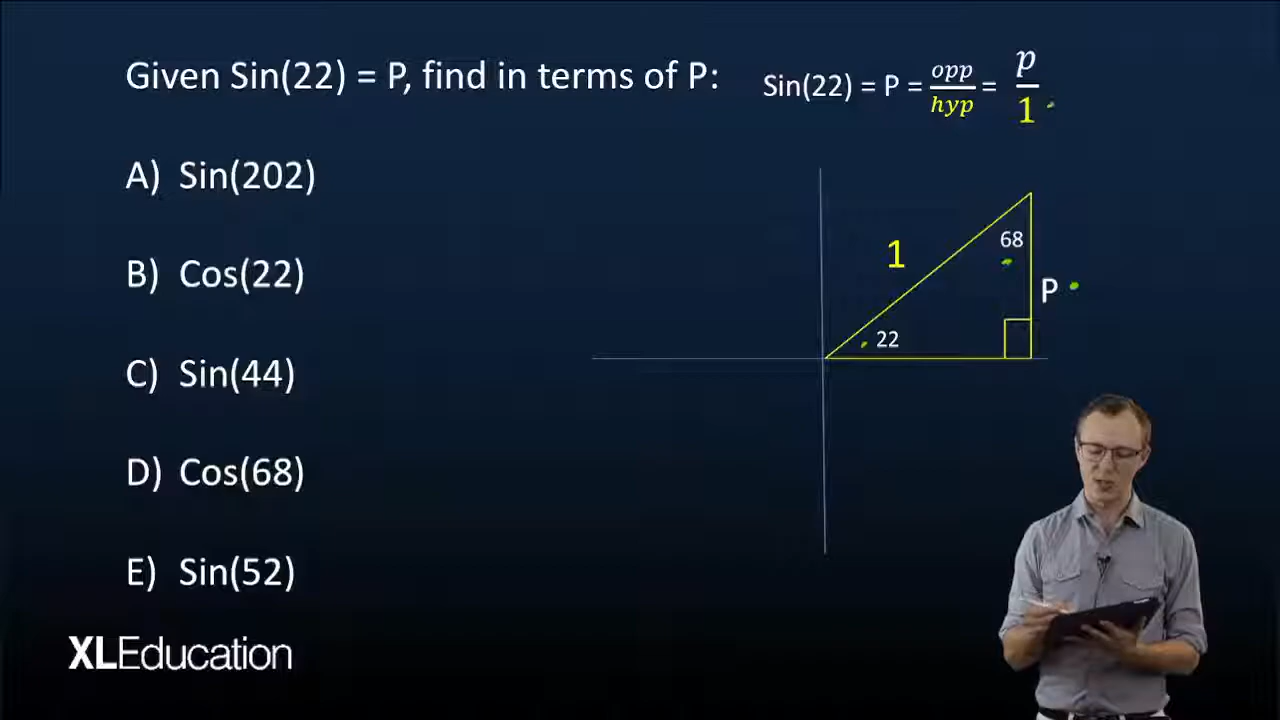 Given Sin(22) = P, find in terms of P:
Sin(22) = P = opp/hyp = p/1
A) Sin(202)
B) Cos(22)
C) Sin(44)
D) Cos(68)
E) Sin(52)
1
68
P
22
XLEducation